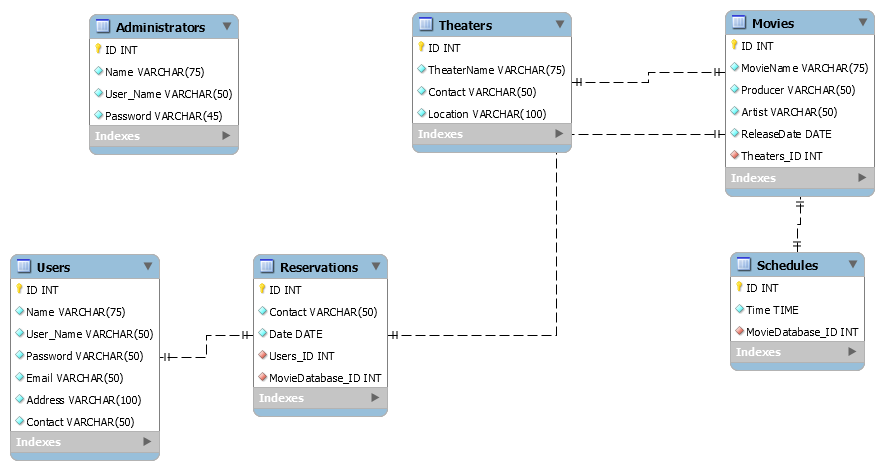 Administrators
ID INT
Name VARCHAR(75)
User_Name VARCHAR(50)
Password VARCHAR(45)
Indexes
Theaters
ID INT
TheaterName VARCHAR(75)
Contact VARCHAR(50)
Location VARCHAR(100)
Indexes
Movies
ID INT
MovieName VARCHAR(75)
Producer VARCHAR(50)
Artist VARCHAR(50)
ReleaseDate DATE
Theaters_ID INT
Indexes
Users
ID INT
Name VARCHAR(75)
User_Name VARCHAR(50)
Password VARCHAR(50)
Email VARCHAR(50)
Address VARCHAR(100)
Contact VARCHAR(50)
Indexes
Reservations
ID INT
Contact VARCHAR(50)
Date DATE
Users_ID INT
MovieDatabase_ID INT
Indexes
Schedules
ID INT
Time TIME
MovieDatabase_ID INT
Indexes